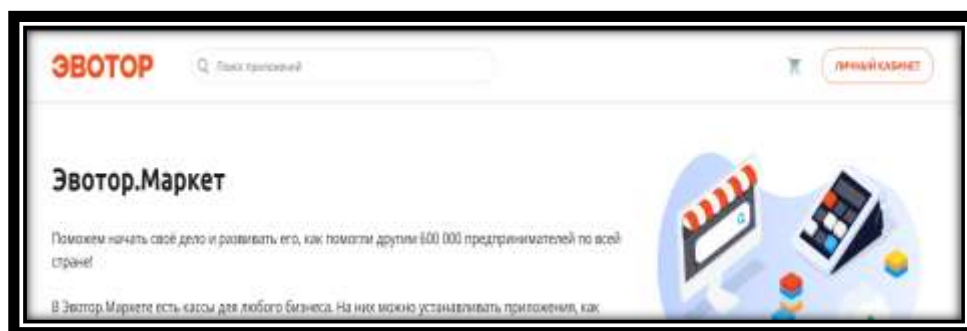 ЭВОТОР
Поиск приложений
ЛИЧНЫЙ КАБИНЕТ
Эвотор.Маркет
Поможем начать своё дело и развивать его, как помогли другим 600 000 предпринимателей по всей
стране!
В Эвотор.Маркете есть кассы для любого бизнеса. На них можно устанавливать приложения, как